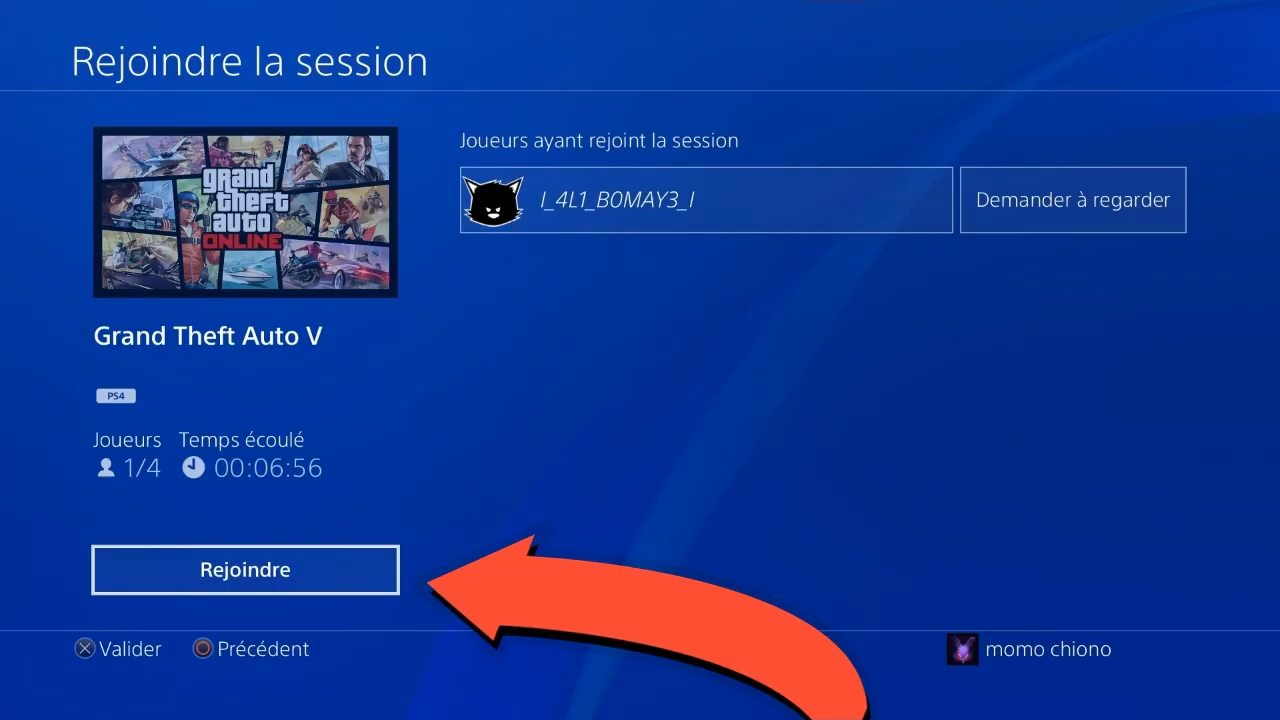 Rejoindre la session
grand
theft
auto
ONLINE
Grand Theft Auto V
PS4
Joueurs Temps écoulé
1/4 00:06:56
Rejoindre
Joueurs ayant rejoint la session
I_4L1_B0MAY3_I Demander à regarder
Valider Précédent momo chiono